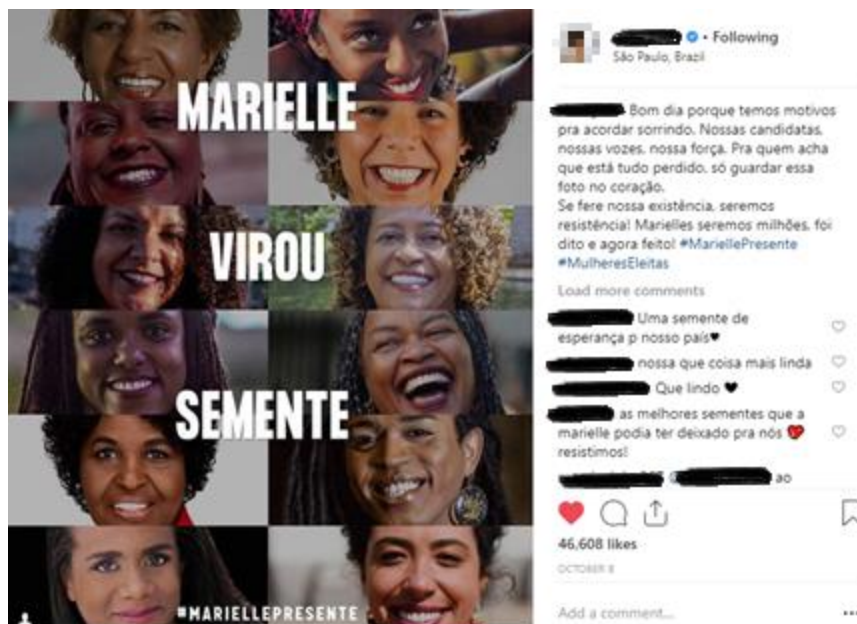 MARIELLE
VIROU
SEMENTE
#MARIELLEPRESENTE
• Following
São Paulo, Brazil
Bom dia porque temos motivos
pra acordar sorrindo. Nossas candidatas,
nossas vozes, nossa força. Pra quem acha
que está tudo perdido, só guardar essa
foto no coração.
Se fere nossa existência, seremos
resistência! Marielles seremos milhões, foi
dito e agora feito! #MariellePresente
#MulheresEleitas
Load more comments
Uma semente de
esperança p nosso país♥
nossa que coisa mais linda
Que lindo ♥
as melhores sementes que a
marielle podia ter deixado pra nós 💖
resistimos!
ao
46,608 likes
OCTOBER 8
Add a comment...